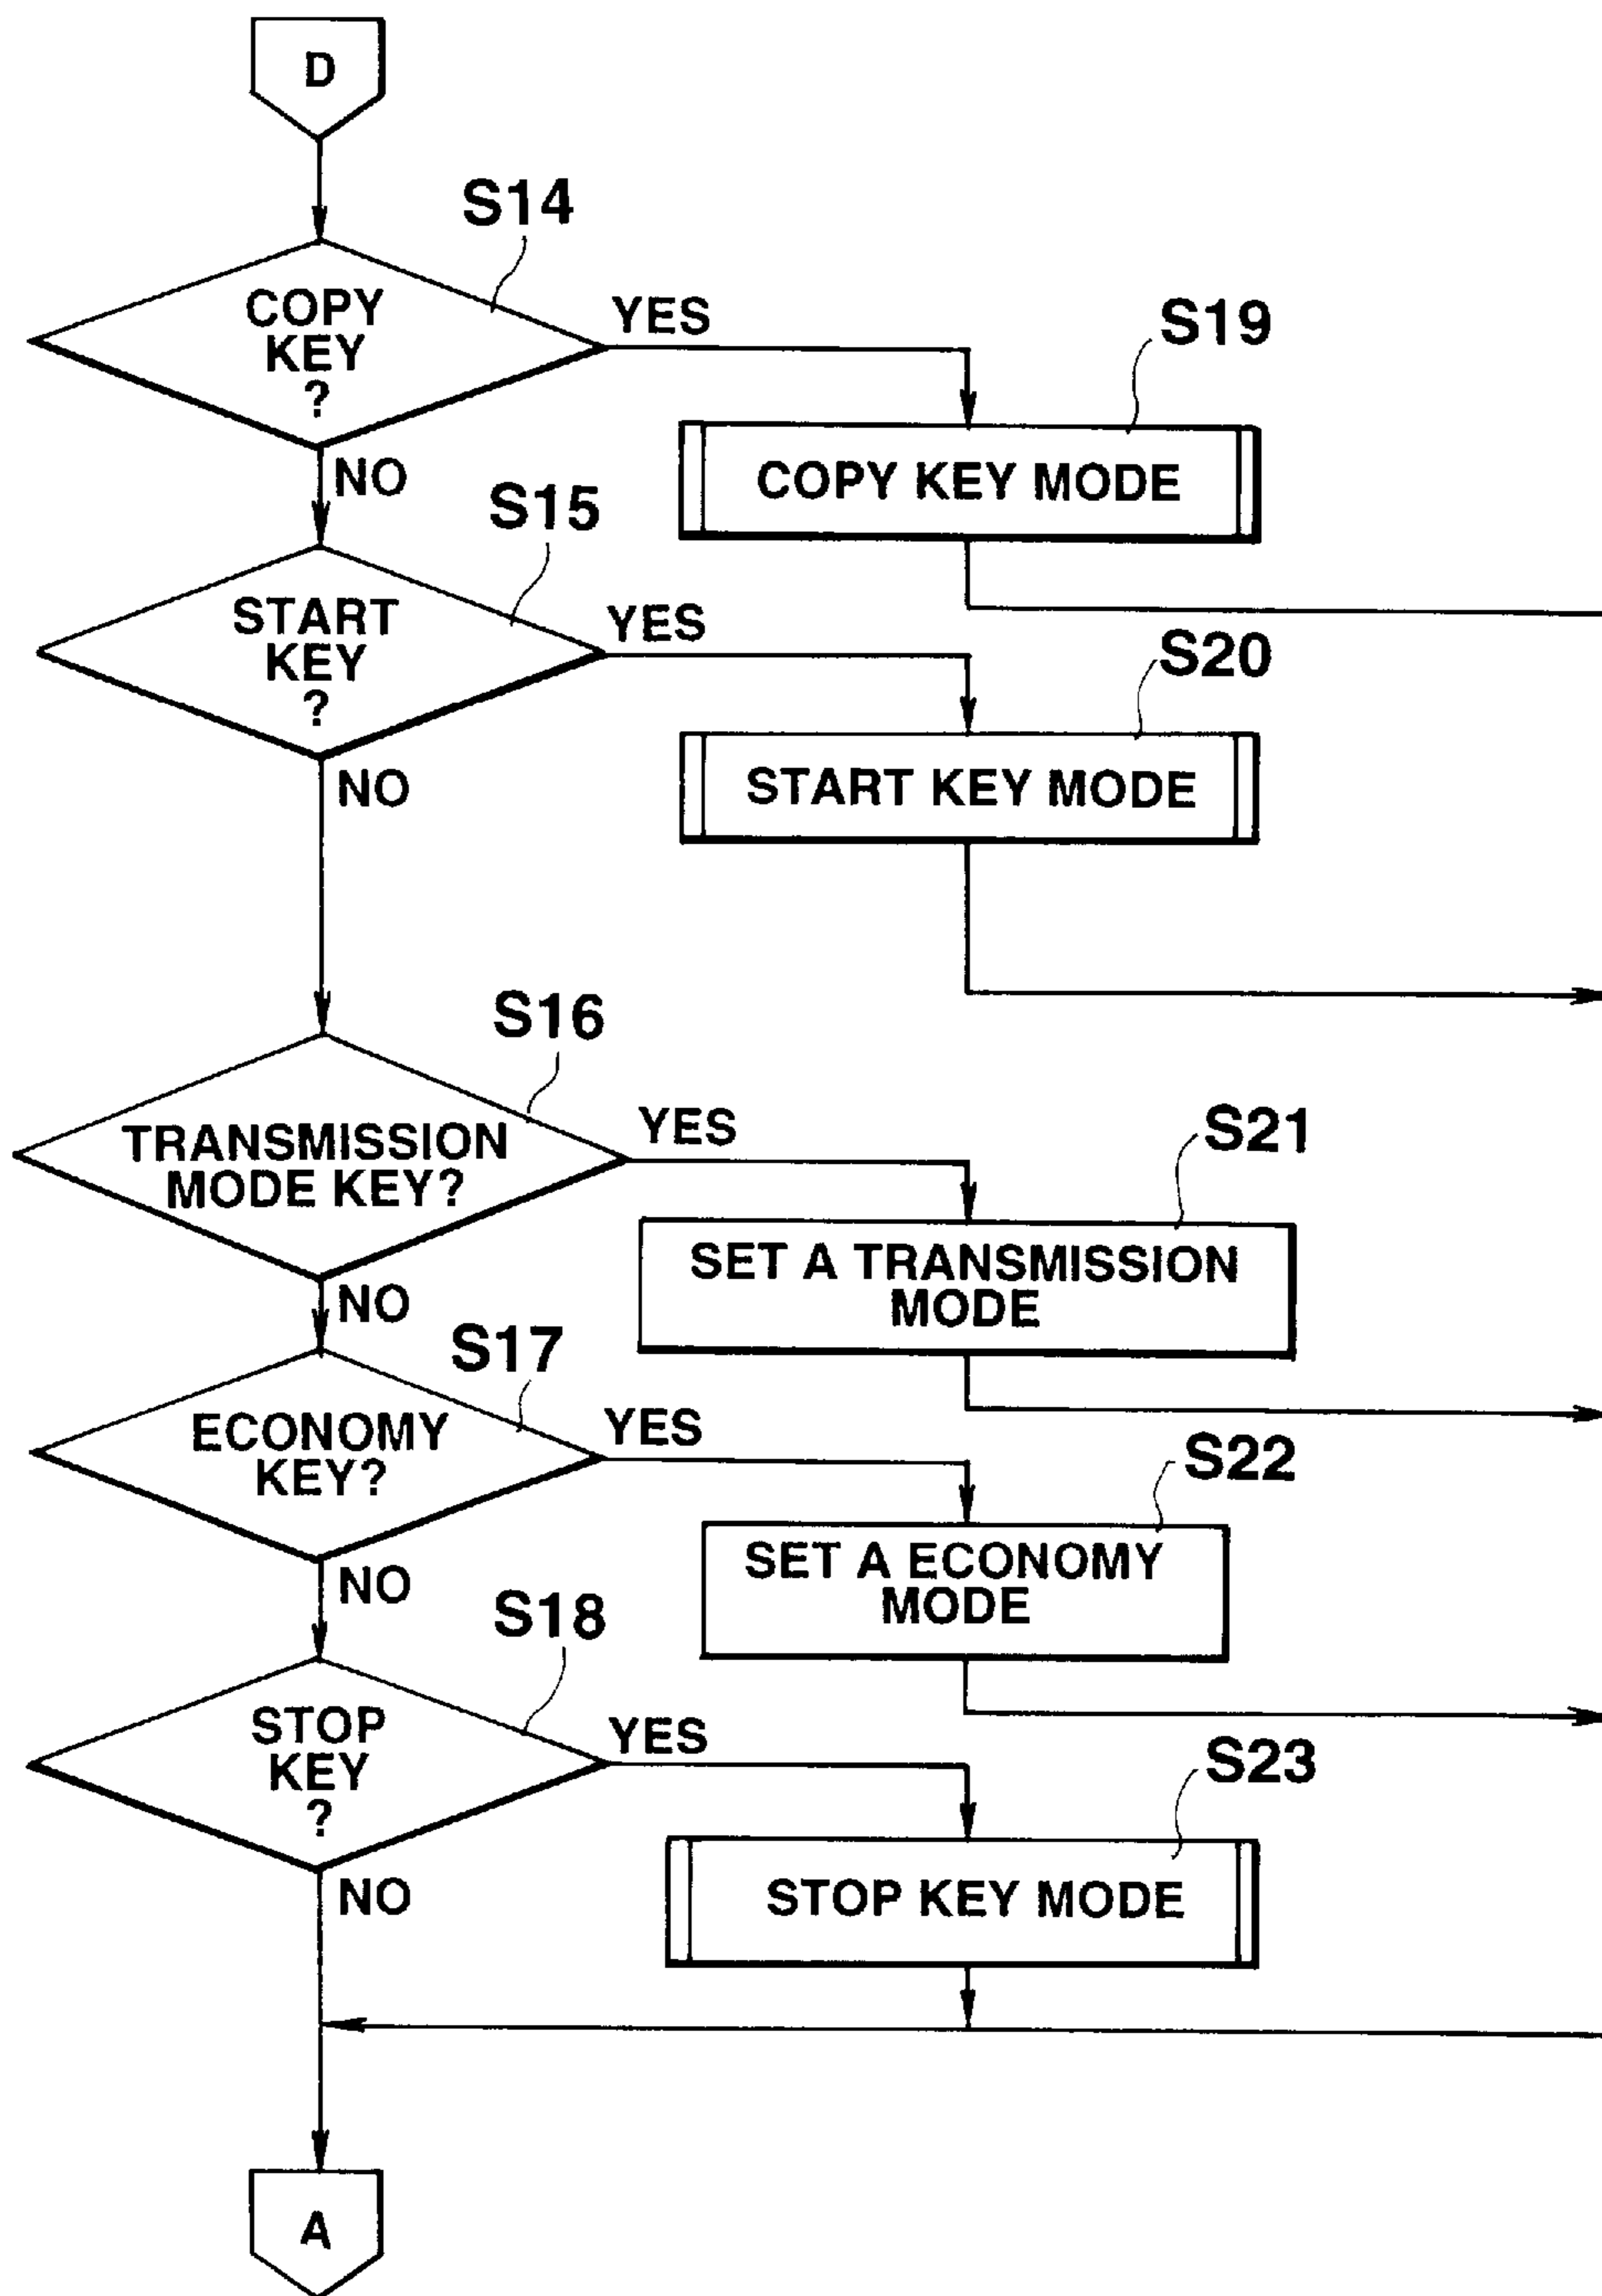 D
S14
COPY
KEY
?
YES
S19
COPY KEY MODE
NO
S15
START
KEY
?
YES
S20
START KEY MODE
NO
S16
TRANSMISSION
MODE KEY?
YES
S21
SET A TRANSMISSION
MODE
NO
S17
ECONOMY
KEY?
YES
S22
SET A ECONOMY
MODE
NO
S18
STOP
KEY
?
YES
S23
STOP KEY MODE
NO
A